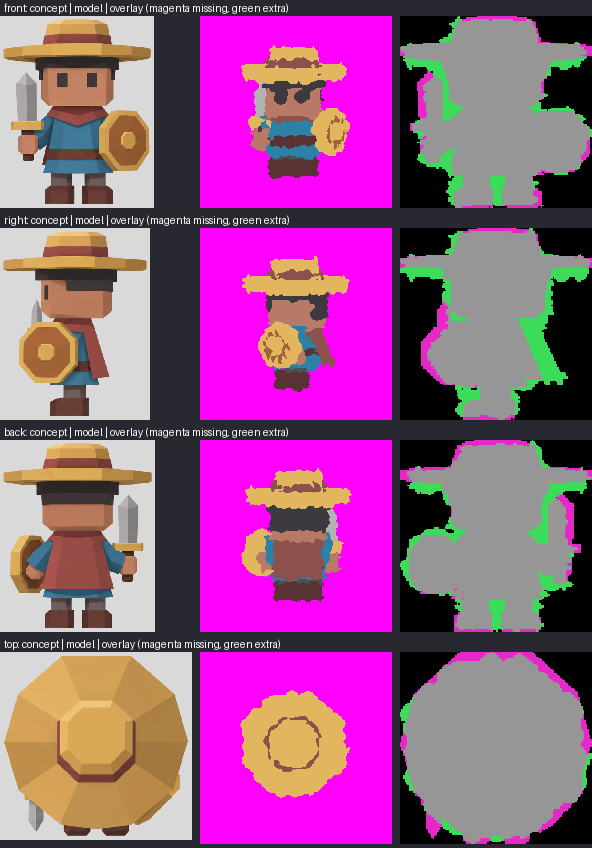 front: concept | model | overlay (magenta missing, green extra)
right: concept | model | overlay (magenta missing, green extra)
back: concept | model | overlay (magenta missing, green extra)
top: concept | model | overlay (magenta missing, green extra)